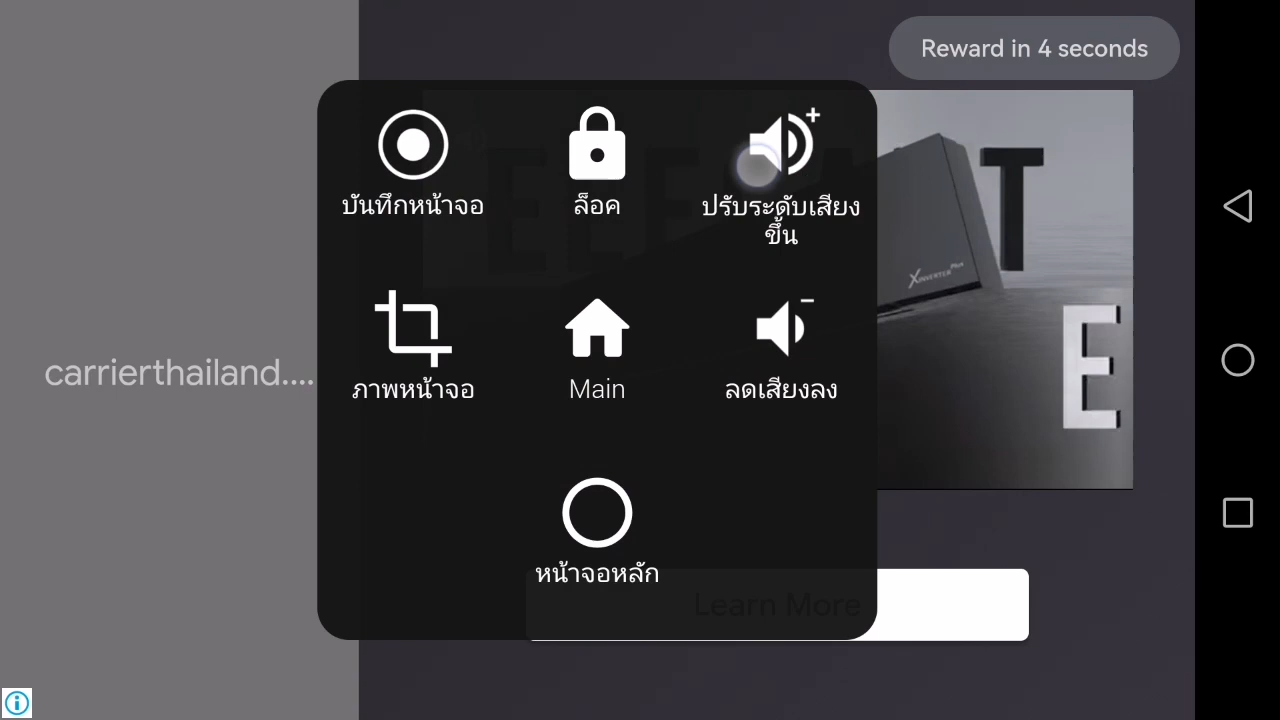 Reward in 4 seconds
บันทึกหน้าจอ
ล็อค
ปรับระดับเสียง
ขึ้น
T
XINVERTER Plus
E
carrierthailand....
ภาพหน้าจอ
Main
ลดเสียงลง
หน้าจอหลัก
Learn More